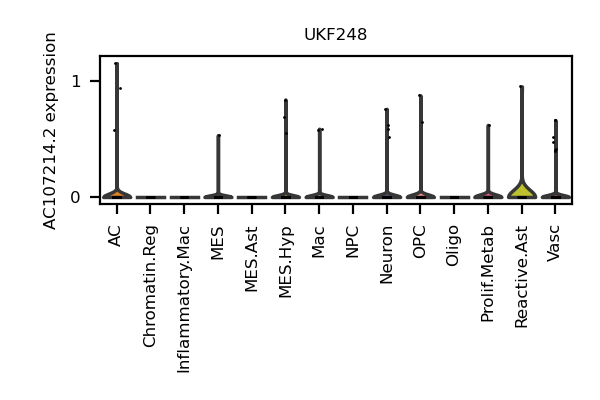 UKF248
AC107214.2 expression
1
0
AC
Chromatin.Reg
Inflammatory.Mac
MES
MES.Ast
MES.Hyp
Mac
NPC
Neuron
OPC
Oligo
Prolif.Metab
Reactive.Ast
Vasc